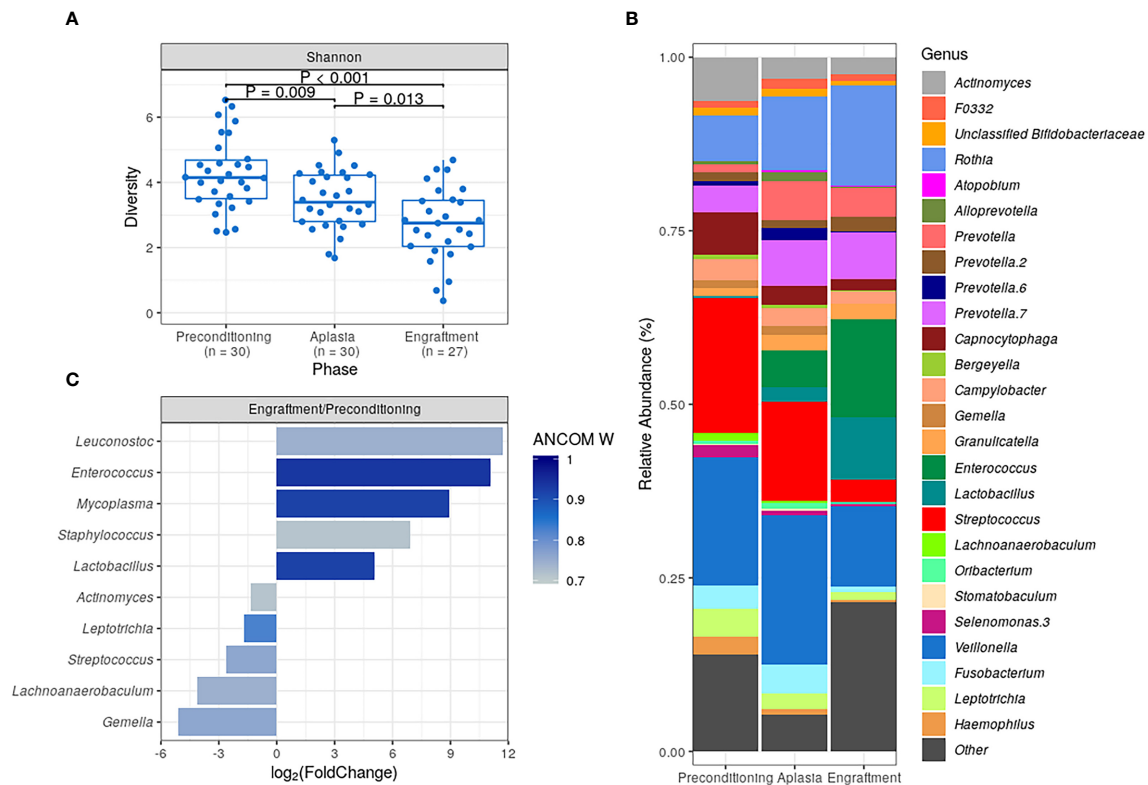 A
Shannon
P < 0.001
P = 0.009
P = 0.013
Diversity
6
4
2
0
Preconditioning
(n = 30)
Aplasia
(n = 30)
Engraftment
(n = 27)
Phase
C
Engraftment/Preconditioning
Leuconostoc
Enterococcus
Mycoplasma
Staphylococcus
Lactobacillus
Actinomyces
Leptotrichia
Streptococcus
Lachnoanaerobaculum
Gemella
-6 -3 0 3 6 9 12
log₂(FoldChange)
ANCOM W
1
0.9
0.8
0.7
B
Relative Abundance (%)
1.00
0.75
0.50
0.25
0.00
Preconditioning Aplasia Engraftment
Genus
Actinomyces
F0332
Unclassified Bifidobacteriaceae
Rothia
Atopobium
Alloprevotella
Prevotella
Prevotella.2
Prevotella.6
Prevotella.7
Capnocytophaga
Bergeyella
Campylobacter
Gemella
Granulicatella
Enterococcus
Lactobacillus
Streptococcus
Lachnoanaerobaculum
Oribacterium
Stomatobaculum
Selenomonas.3
Veillonella
Fusobacterium
Leptotrichia
Haemophilus
Other